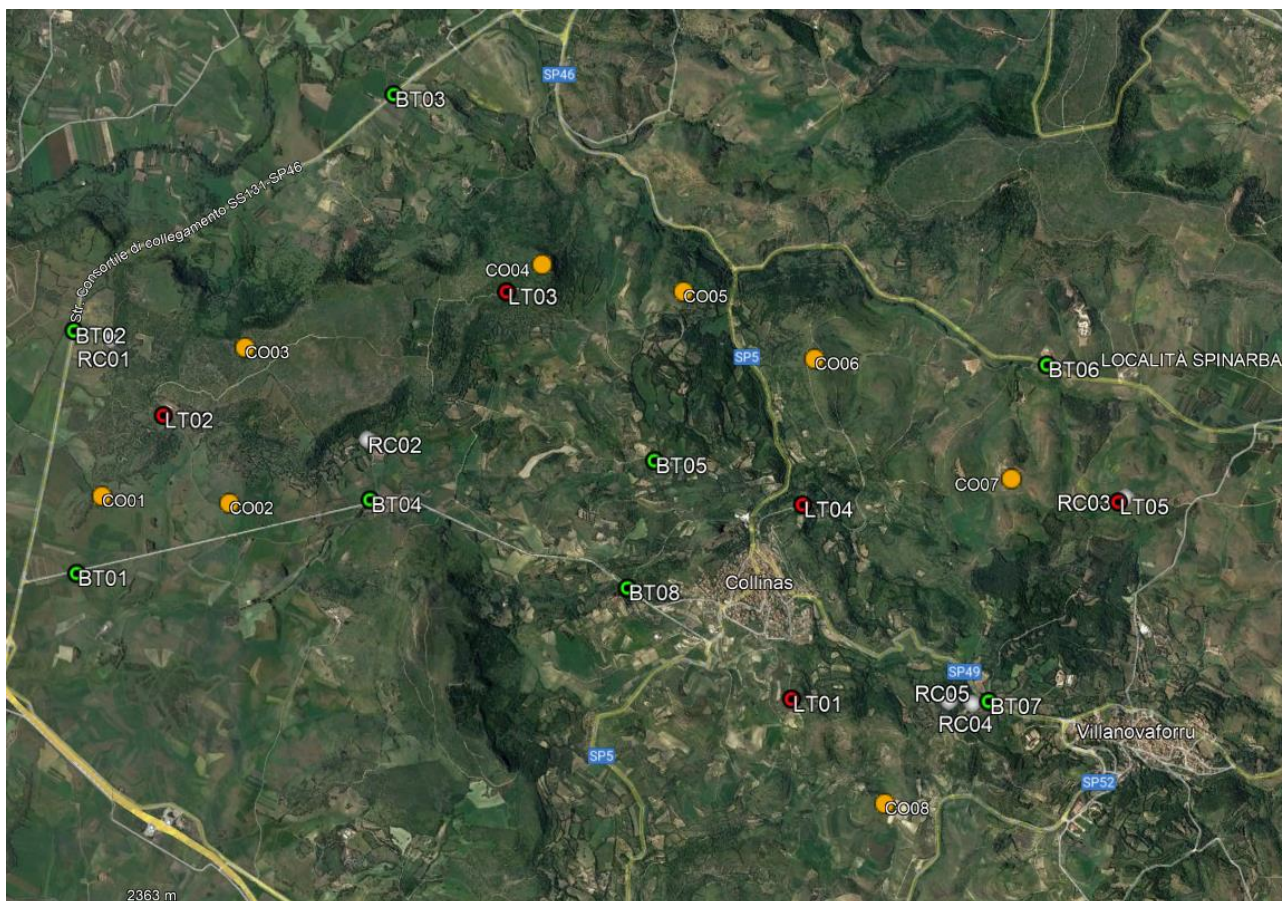 SP46
BT03
Str. Consortile di collegamento SS131-SP46
CO04
LT03
CO05
BT02
RC01
CO03
SP5
CO06
BT06
LOCALITÀ SPINARBA
LT02
RC02
BT05
CO07
CO01
CO02
BT04
LT04
RC03
LT05
BT01
BT08
Collinas
SP49
RC05
LT01
BT07
RC04
Villanovaforru
SP5
SP52
CO08
2363 m